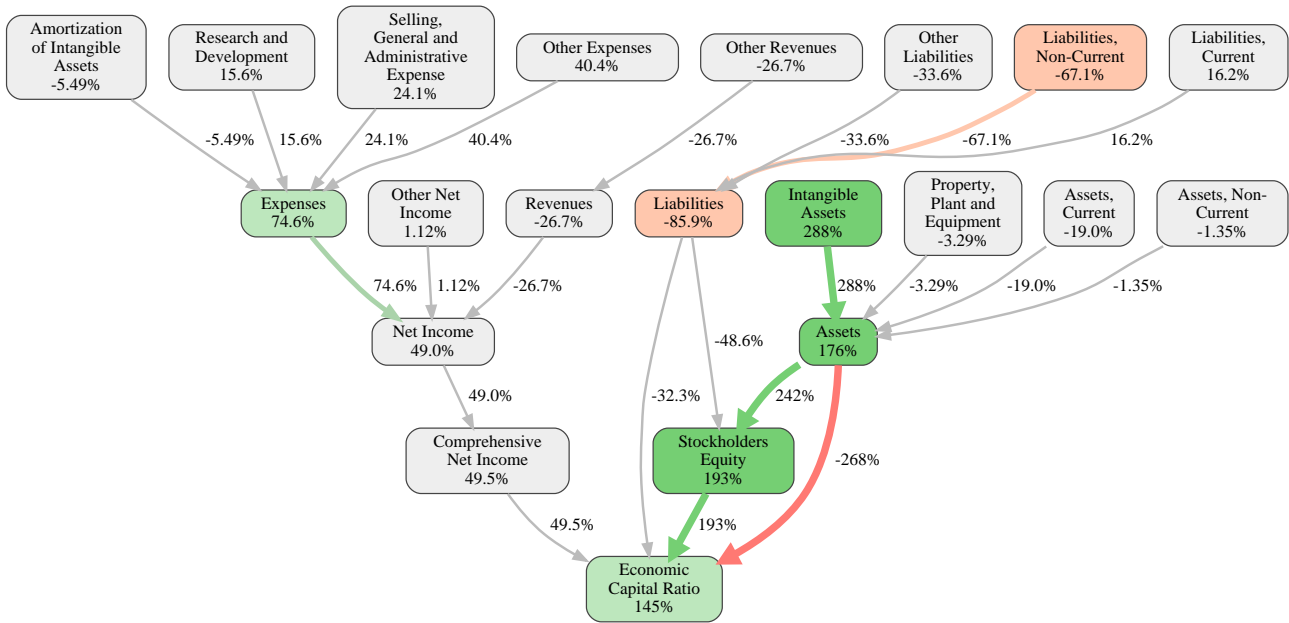 Amortization
of Intangible
Assets
-5.49%
Research and
Development
15.6%
Selling,
General and
Administrative
Expense
24.1%
Other Expenses
40.4%
Other Revenues
-26.7%
Other
Liabilities
-33.6%
Liabilities,
Non-Current
-67.1%
Liabilities,
Current
16.2%
-5.49%
15.6%
24.1%
40.4%
-26.7%
-33.6%
-67.1%
16.2%
Expenses
74.6%
Other Net
Income
1.12%
Revenues
-26.7%
Liabilities
-85.9%
Intangible
Assets
288%
Property,
Plant and
Equipment
-3.29%
Assets,
Current
-19.0%
Assets, Non-
Current
-1.35%
74.6%
1.12%
-26.7%
288%
-3.29%
-19.0%
-1.35%
Net Income
49.0%
-48.6%
Assets
176%
49.0%
-32.3%
242%
Comprehensive
Net Income
49.5%
Stockholders
Equity
193%
-268%
49.5%
193%
Economic
Capital Ratio
145%